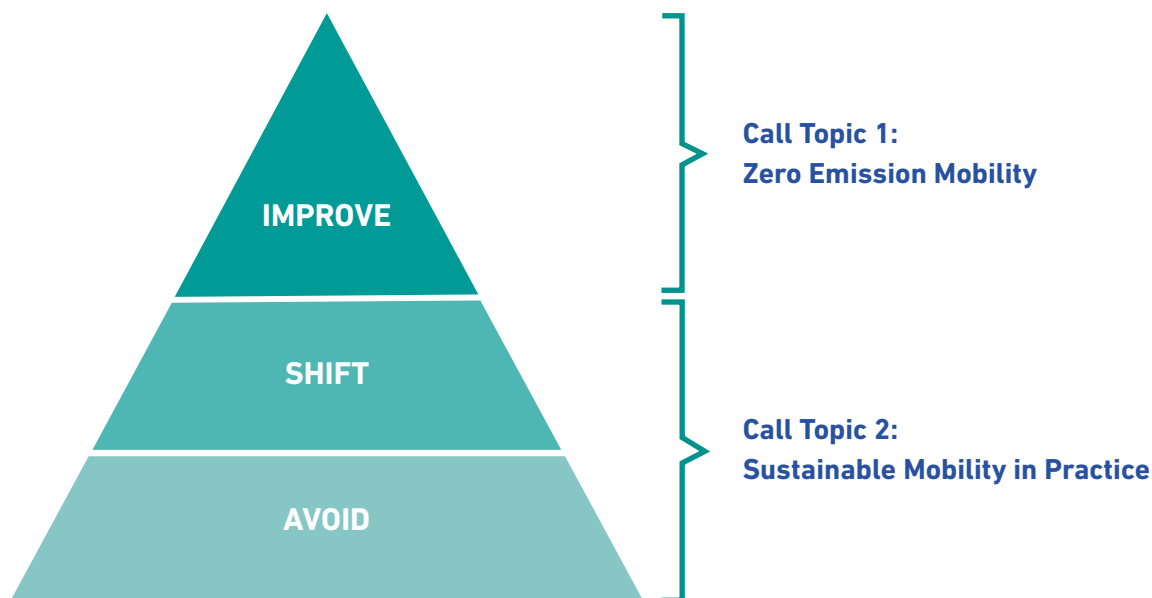 IMPROVE
SHIFT
AVOID
Call Topic 1:
Zero Emission Mobility
Call Topic 2:
Sustainable Mobility in Practice